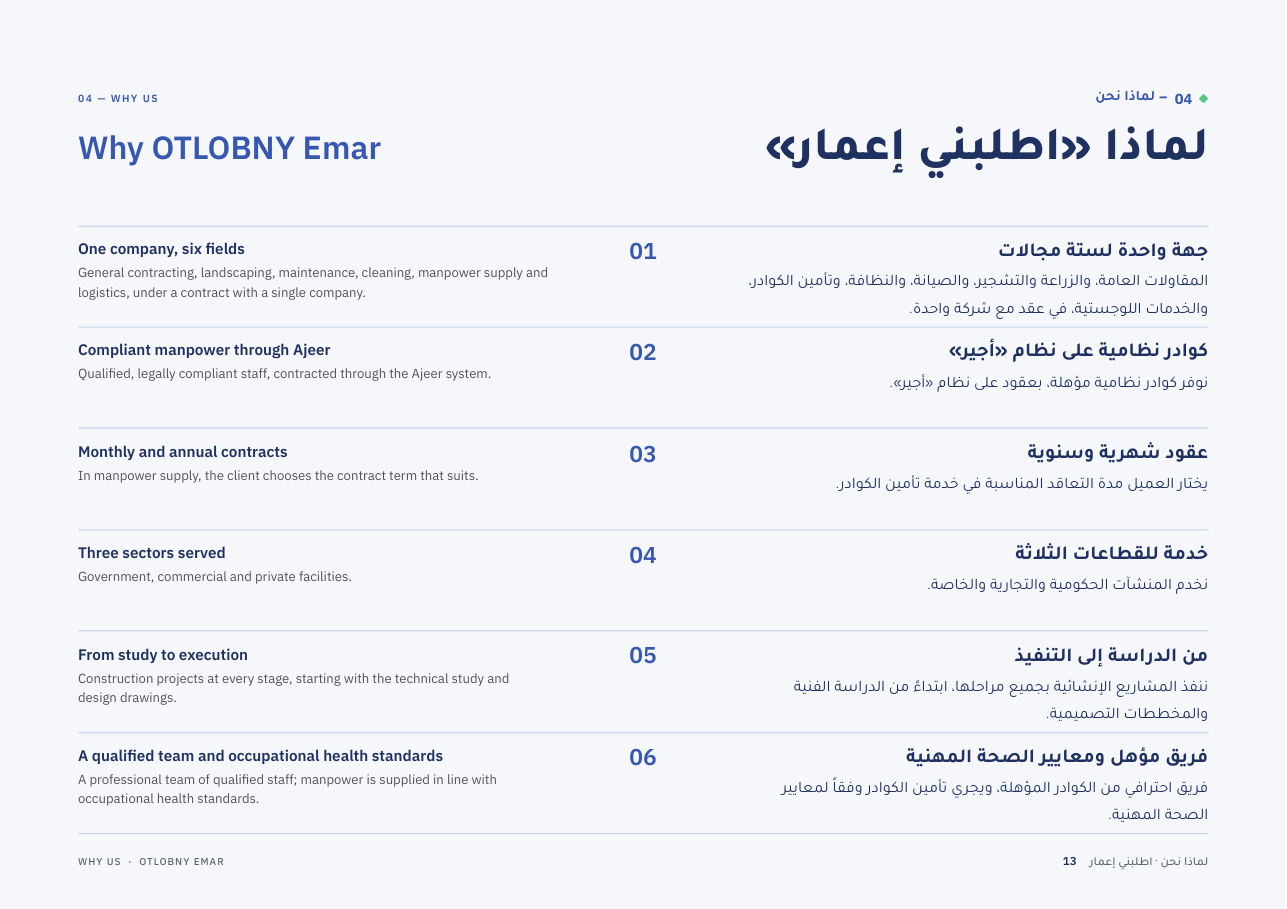 04 — WHY US
04 – لماذا نحن
Why OTLOBNY Emar
لماذا «اطلبني إعمار»
One company, six fields
General contracting, landscaping, maintenance, cleaning, manpower supply and
logistics, under a contract with a single company.
01
جهة واحدة لستة مجالات
المقاولات العامة، والزراعة والتشجير، والصيانة، والنظافة، وتأمين الكوادر،
والخدمات اللوجستية، في عقد مع شركة واحدة.
Compliant manpower through Ajeer
Qualified, legally compliant staff, contracted through the Ajeer system.
02
كوادر نظامية على نظام «أجير»
نوفر كوادر نظامية مؤهلة، بعقود على نظام «أجير».
Monthly and annual contracts
In manpower supply, the client chooses the contract term that suits.
03
عقود شهرية وسنوية
يختار العميل مدة التعاقد المناسبة في خدمة تأمين الكوادر.
Three sectors served
Government, commercial and private facilities.
04
خدمة للقطاعات الثلاثة
نخدم المنشآت الحكومية والتجارية والخاصة.
From study to execution
Construction projects at every stage, starting with the technical study and
design drawings.
05
من الدراسة إلى التنفيذ
ننفذ المشاريع الإنشائية بجميع مراحلها، ابتداءً من الدراسة الفنية
والمخططات التصميمية.
A qualified team and occupational health standards
A professional team of qualified staff; manpower is supplied in line with
occupational health standards.
06
فريق مؤهل ومعايير الصحة المهنية
فريق احترافي من الكوادر المؤهلة، ويجري تأمين الكوادر وفقاً لمعايير
الصحة المهنية.
WHY US · OTLOBNY EMAR
لماذا نحن · اطلبني إعمار 13